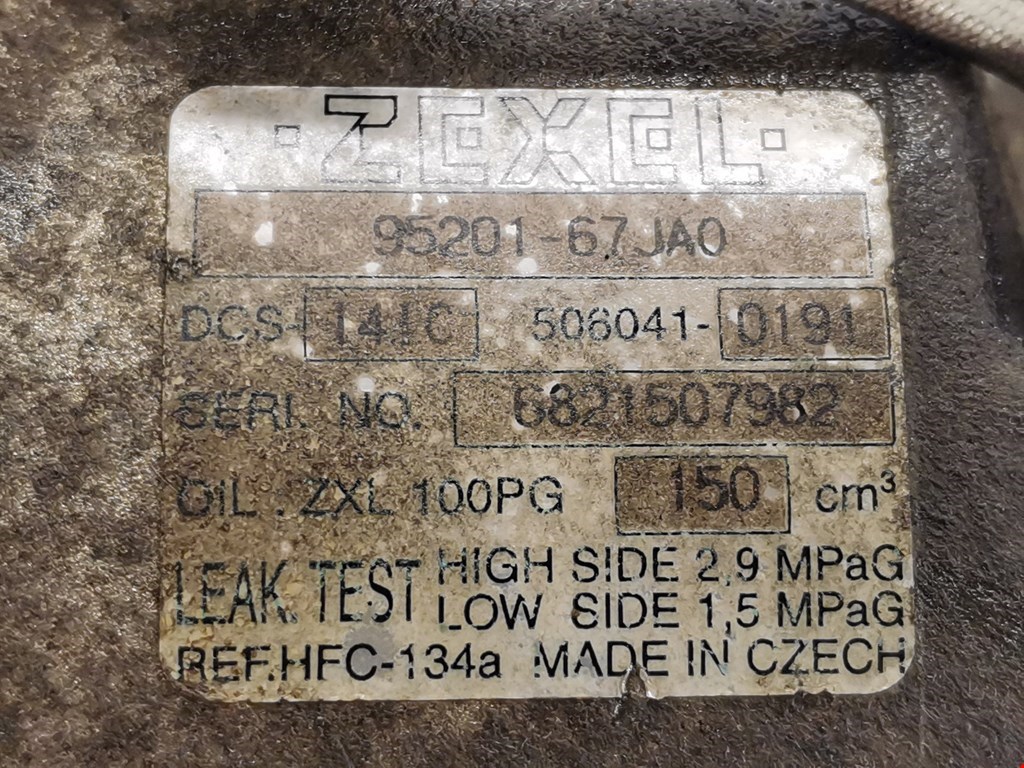 ZEXEL
95201-67JA0
DCS-141C 506041-0191
SERI. NO. 6821507982
OIL . ZXL 100PG 150 cm³
LEAK TEST HIGH SIDE 2,9 MPaG
LOW SIDE 1,5 MPaG
REF.HFC-134a MADE IN CZECH